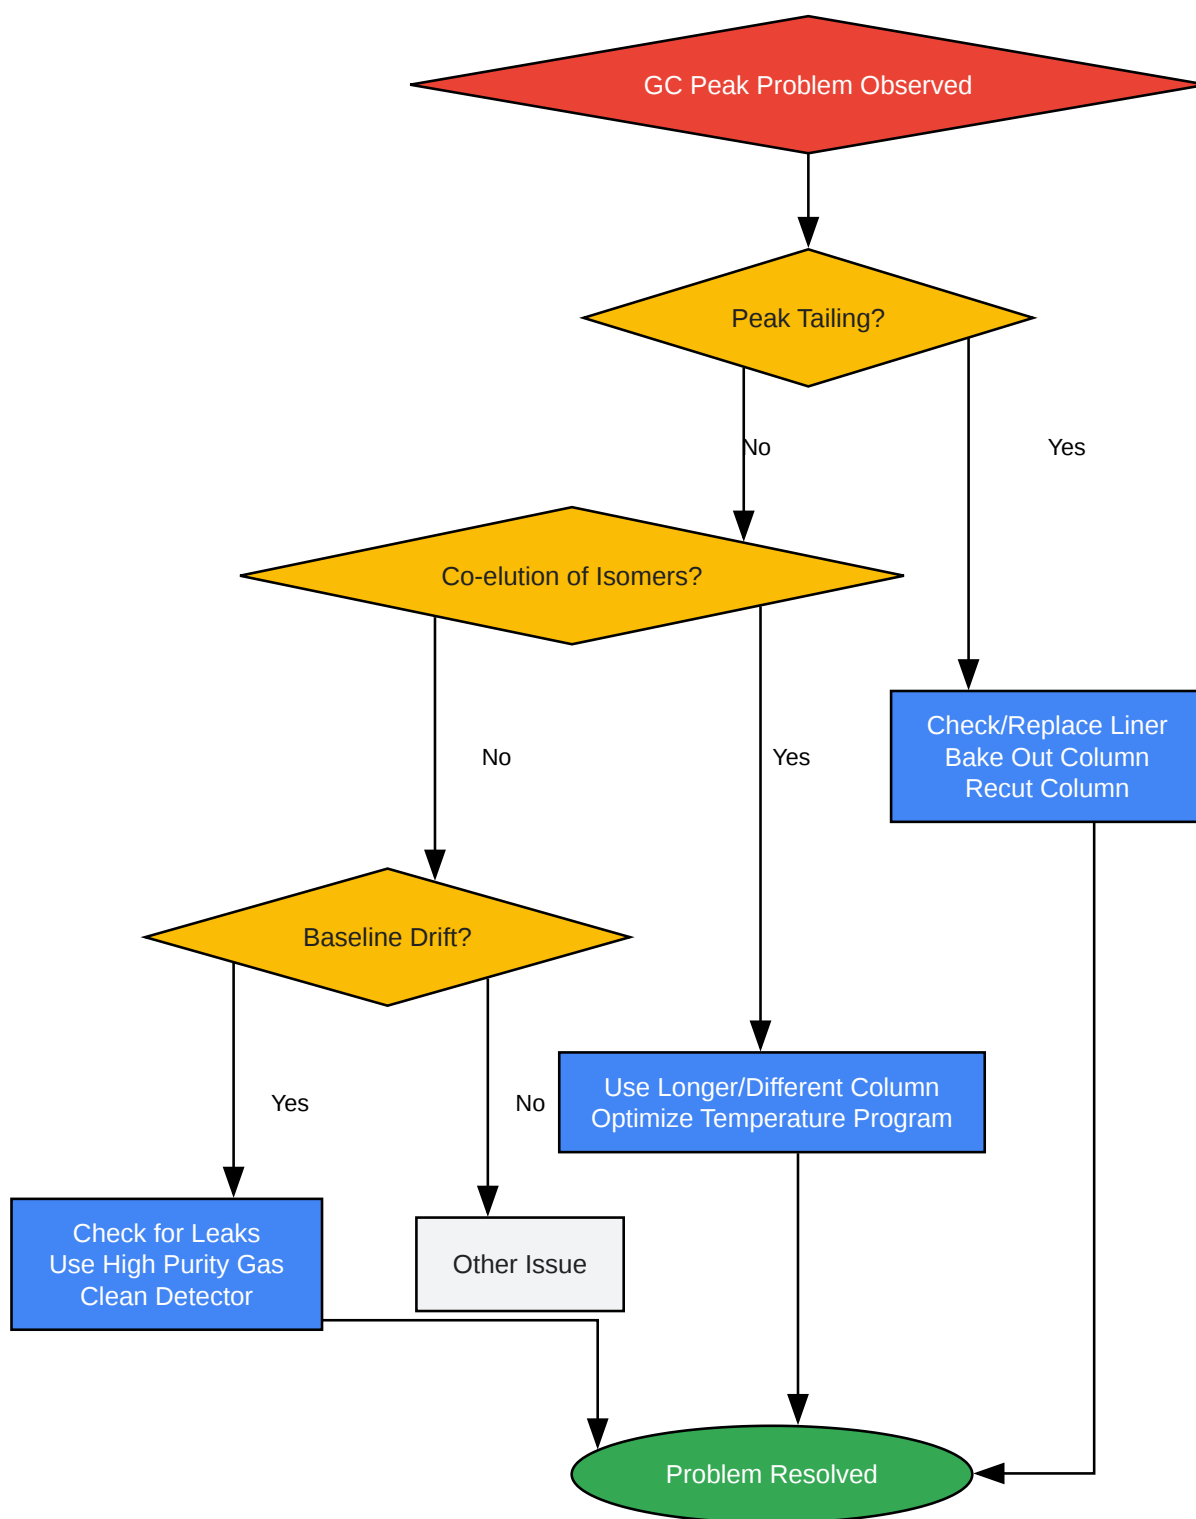 GC Peak Problem Observed
Peak Tailing?
No
Yes
Co-elution of Isomers?
Check/Replace Liner
Bake Out Column
Recut Column
No
Yes
Baseline Drift?
Use Longer/Different Column
Optimize Temperature Program
Yes
No
Check for Leaks
Use High Purity Gas
Clean Detector
Other Issue
Problem Resolved